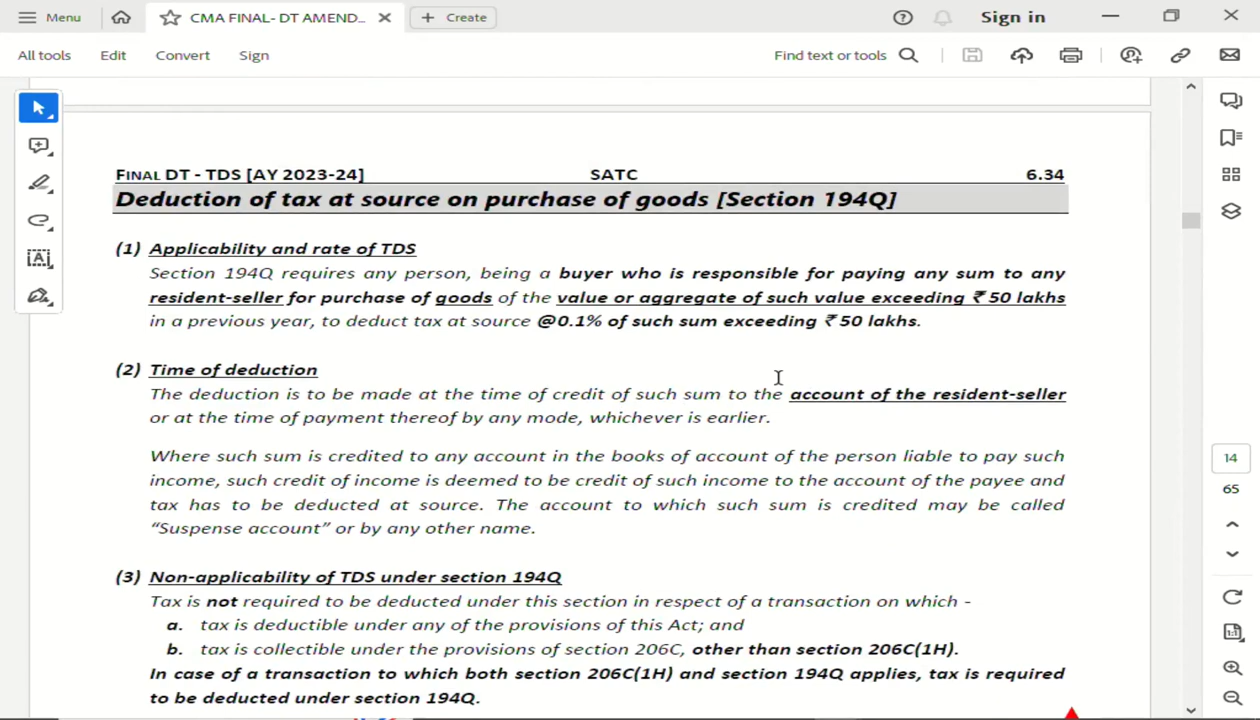 Menu
CMA FINAL- DT AMEND...
Create
Sign in
All tools
Edit
Convert
Sign
Find text or tools
FINAL DT - TDS [AY 2023-24] SATC 6.34
Deduction of tax at source on purchase of goods [Section 194Q]
(1) Applicability and rate of TDS
Section 194Q requires any person, being a buyer who is responsible for paying any sum to any
resident-seller for purchase of goods of the value or aggregate of such value exceeding ₹ 50 lakhs
in a previous year, to deduct tax at source @0.1% of such sum exceeding ₹ 50 lakhs.
(2) Time of deduction
The deduction is to be made at the time of credit of such sum to the account of the resident-seller
or at the time of payment thereof by any mode, whichever is earlier.
Where such sum is credited to any account in the books of account of the person liable to pay such
income, such credit of income is deemed to be credit of such income to the account of the payee and
tax has to be deducted at source. The account to which such sum is credited may be called
“Suspense account” or by any other name.
(3) Non-applicability of TDS under section 194Q
Tax is not required to be deducted under this section in respect of a transaction on which -
a. tax is deductible under any of the provisions of this Act; and
b. tax is collectible under the provisions of section 206C, other than section 206C(1H).
In case of a transaction to which both section 206C(1H) and section 194Q applies, tax is required
to be deducted under section 194Q.
14
65